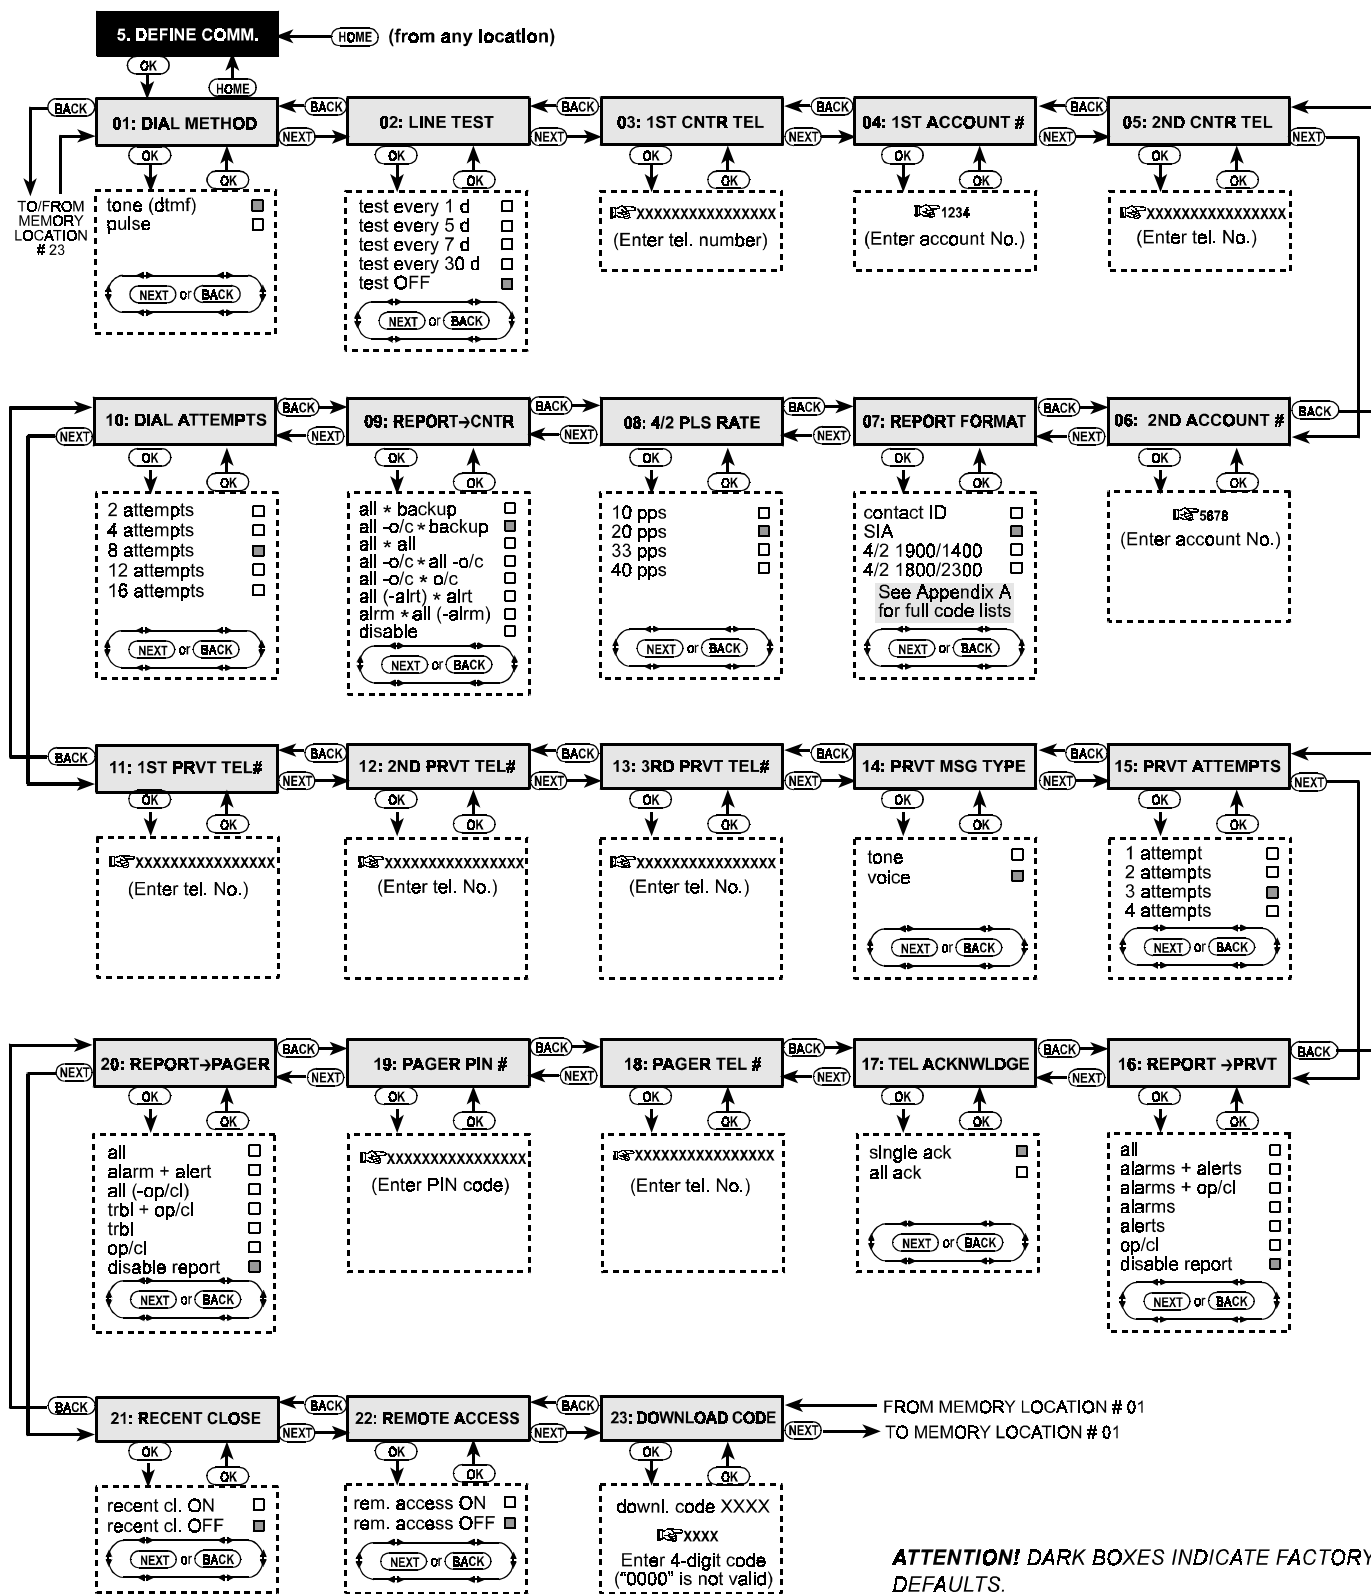 5. DEFINE COMM.
HOME (from any location)
OK
HOME
BACK
01: DIAL METHOD
NEXT
BACK
02: LINE TEST
NEXT
BACK
03: 1ST CNTR TEL
NEXT
BACK
04: 1ST ACCOUNT #
NEXT
BACK
05: 2ND CNTR TEL
NEXT
OK
OK
OK
OK
OK
OK
OK
OK
OK
OK
TO/FROM
MEMORY
LOCATION
# 23
tone (dtmf)
pulse
NEXT or BACK
test every 1 d
test every 5 d
test every 7 d
test every 30 d
test OFF
NEXT or BACK
XXXXXXXXXXXXXXXX
(Enter tel. number)
1234
(Enter account No.)
XXXXXXXXXXXXXXXX
(Enter tel. No.)
NEXT
10: DIAL ATTEMPTS
BACK
NEXT
09: REPORT→CNTR
BACK
NEXT
08: 4/2 PLS RATE
BACK
NEXT
07: REPORT FORMAT
BACK
NEXT
06: 2ND ACCOUNT #
BACK
OK
OK
OK
OK
OK
OK
OK
OK
OK
OK
2 attempts
4 attempts
8 attempts
12 attempts
16 attempts
NEXT or BACK
all * backup
all -o/c * backup
all * all
all -o/c * all -o/c
all -o/c * o/c
all (-alrt) * alrt
alrm * all (-alrm)
disable
NEXT or BACK
10 pps
20 pps
33 pps
40 pps
NEXT or BACK
contact ID
SIA
4/2 1900/1400
4/2 1800/2300
See Appendix A
for full code lists
NEXT or BACK
5678
(Enter account No.)
BACK
11: 1ST PRVT TEL#
NEXT
BACK
12: 2ND PRVT TEL#
NEXT
BACK
13: 3RD PRVT TEL#
NEXT
BACK
14: PRVT MSG TYPE
NEXT
BACK
15: PRVT ATTEMPTS
NEXT
OK
OK
OK
OK
OK
OK
OK
OK
OK
OK
XXXXXXXXXXXXXXXX
(Enter tel. No.)
XXXXXXXXXXXXXXXX
(Enter tel. No.)
XXXXXXXXXXXXXXXX
(Enter tel. No.)
tone
voice
NEXT or BACK
1 attempt
2 attempts
3 attempts
4 attempts
NEXT or BACK
NEXT
20: REPORT→PAGER
BACK
NEXT
19: PAGER PIN #
BACK
NEXT
18: PAGER TEL #
BACK
NEXT
17: TEL ACKNWLDGE
BACK
NEXT
16: REPORT →PRVT
BACK
OK
OK
OK
OK
OK
OK
OK
OK
OK
OK
all
alarm + alert
all (-op/cl)
trbl + op/cl
trbl
op/cl
disable report
NEXT or BACK
XXXXXXXXXXXXXXXX
(Enter PIN code)
XXXXXXXXXXXXXXXX
(Enter tel. No.)
single ack
all ack
NEXT or BACK
all
alarms + alerts
alarms + op/cl
alarms
alerts
op/cl
disable report
NEXT or BACK
BACK
21: RECENT CLOSE
NEXT
BACK
22: REMOTE ACCESS
NEXT
BACK
23: DOWNLOAD CODE
NEXT
FROM MEMORY LOCATION # 01
TO MEMORY LOCATION # 01
OK
OK
OK
OK
OK
OK
recent cl. ON
recent cl. OFF
NEXT or BACK
rem. access ON
rem. access OFF
NEXT or BACK
downl. code XXXX
XXXX
Enter 4-digit code
("0000" is not valid)
ATTENTION! DARK BOXES INDICATE FACTORY
DEFAULTS.